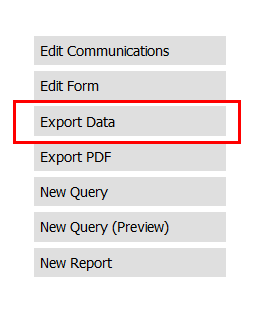 Edit Communications
Edit Form
Export Data
Export PDF
New Query
New Query (Preview)
New Report